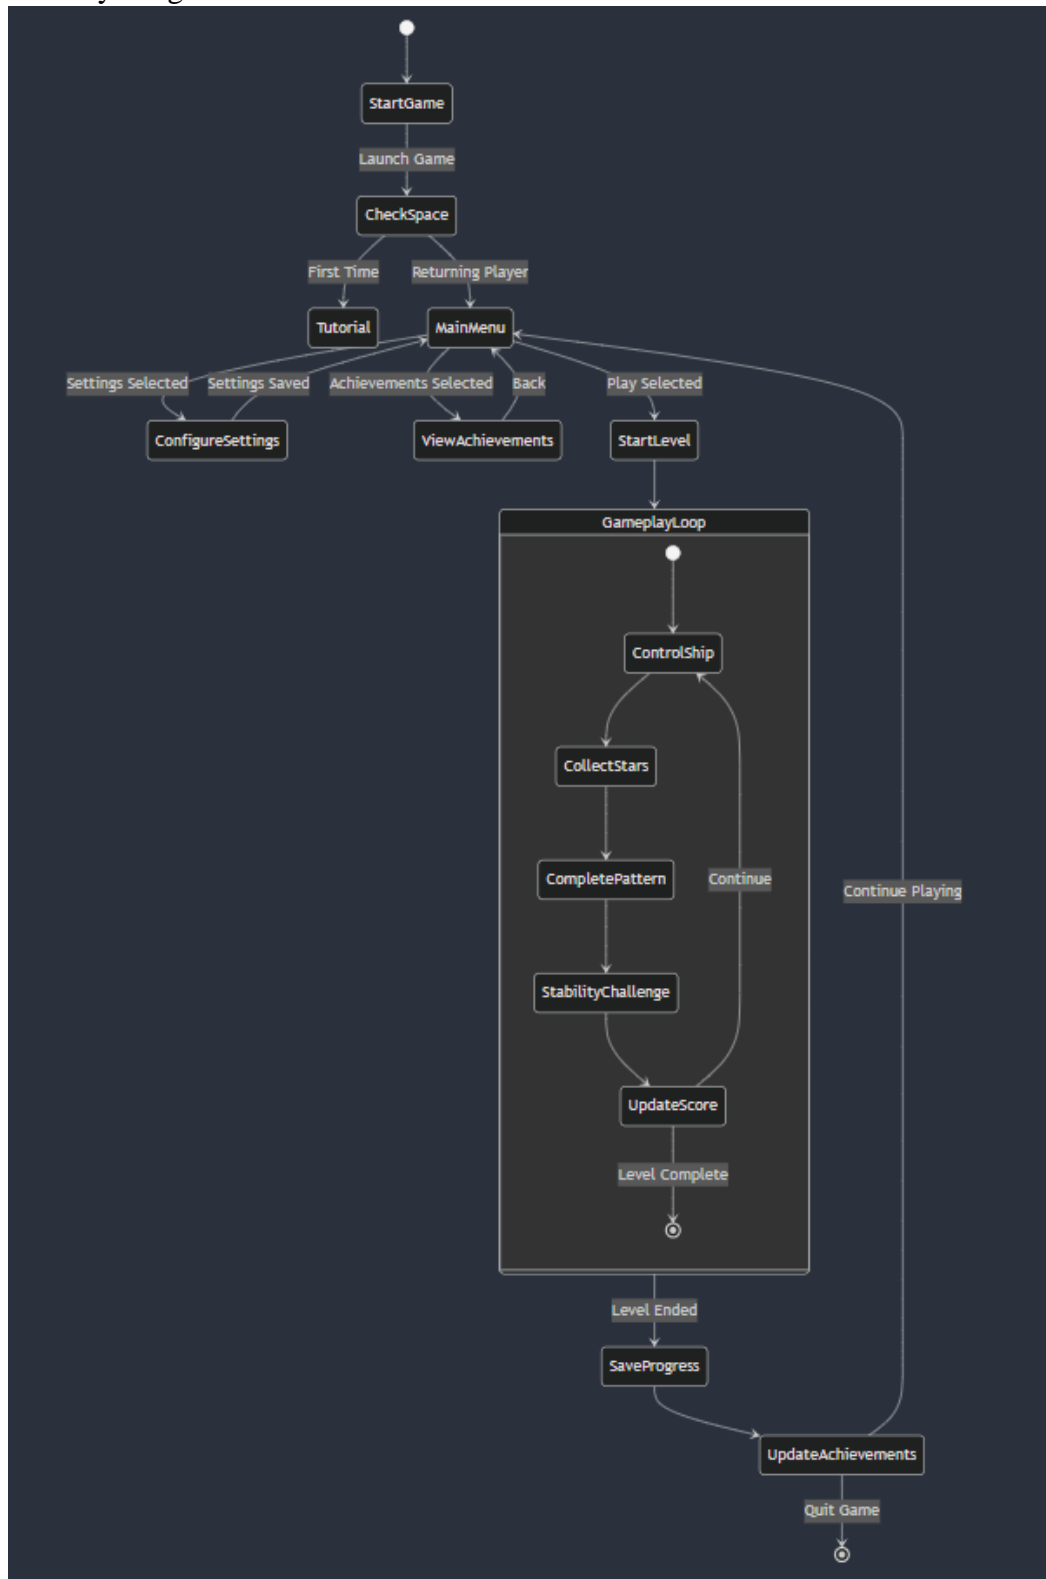 StartGame
Launch Game
CheckSpace
First Time
Returning Player
Tutorial
MainMenu
Settings Selected
Settings Saved
Achievements Selected
Back
Play Selected
ConfigureSettings
ViewAchievements
StartLevel
GameplayLoop
ControlShip
CollectStars
CompletePattern
Continue
Continue Playing
StabilityChallenge
UpdateScore
Level Complete
Level Ended
SaveProgress
UpdateAchievements
Quit Game